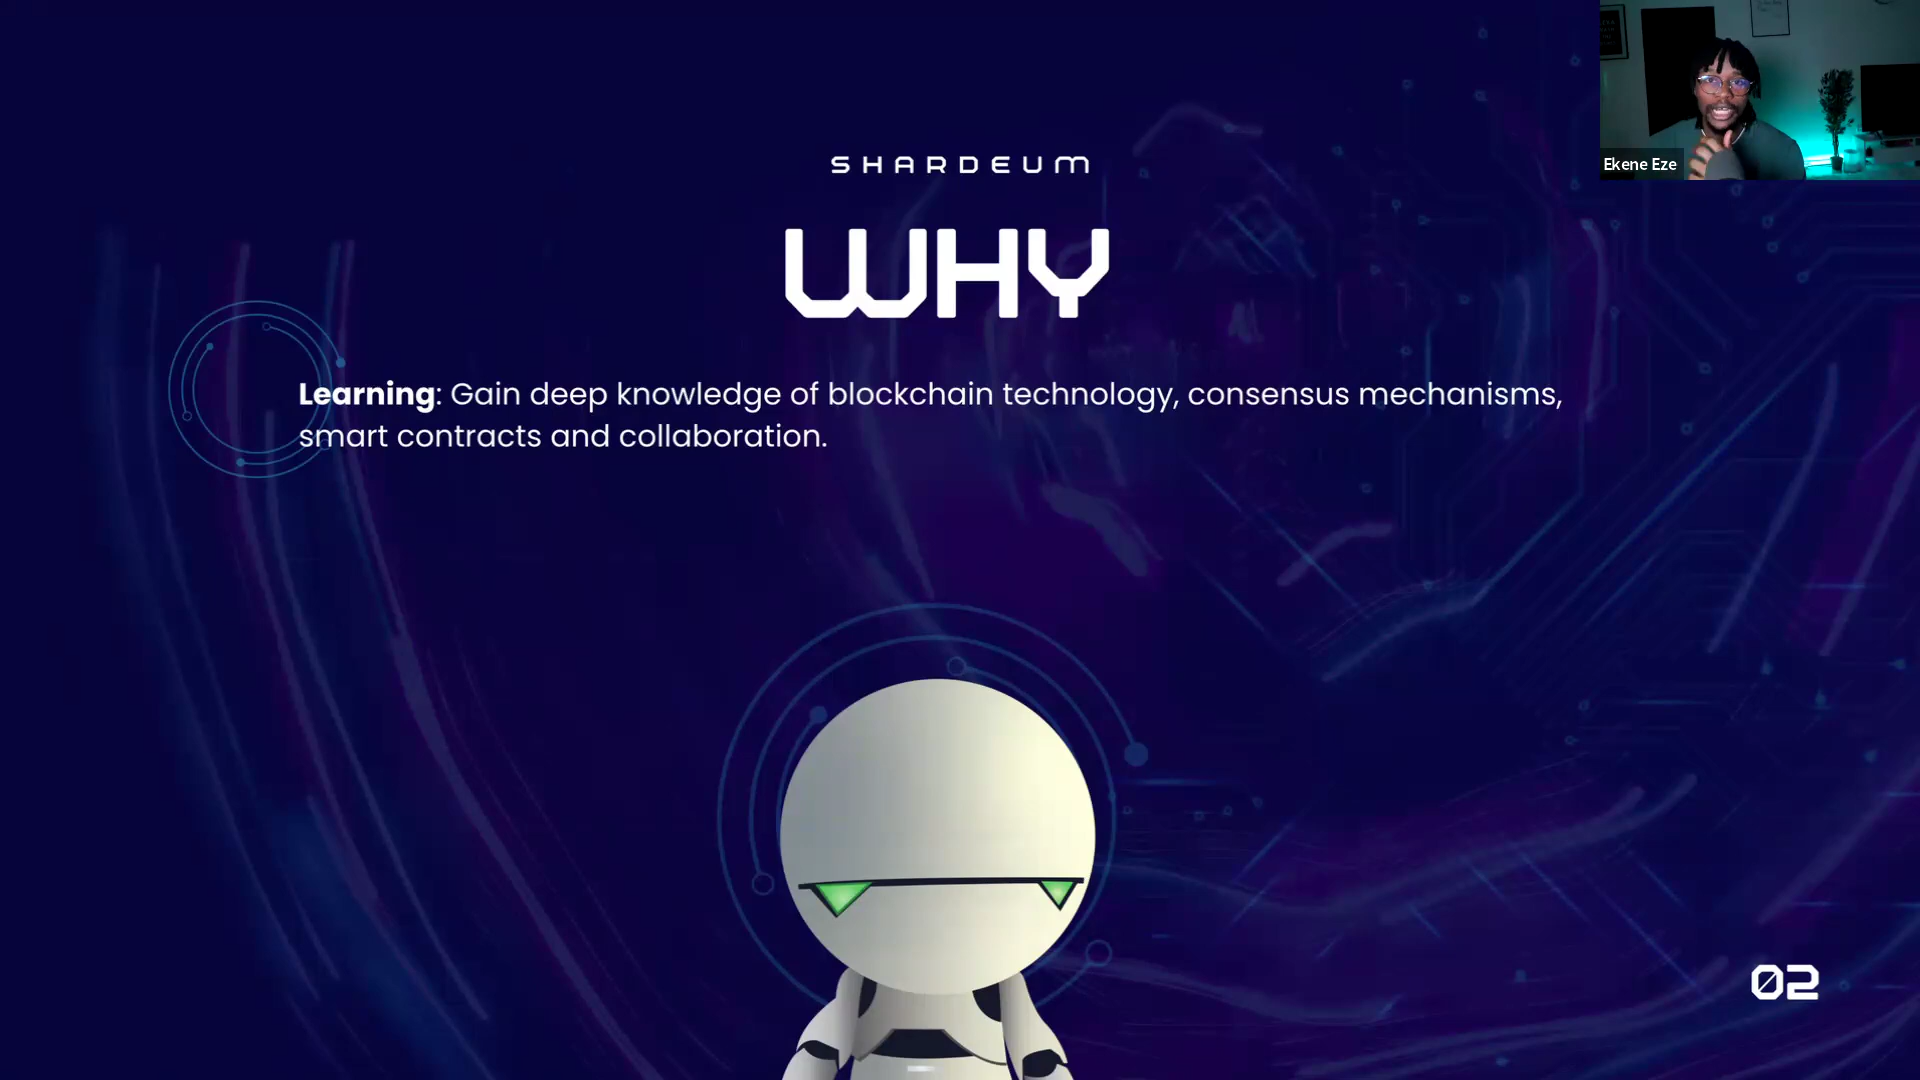 SHARDEUM
WHY
Learning: Gain deep knowledge of blockchain technology, consensus mechanisms,
smart contracts and collaboration.
Ekene Eze
02